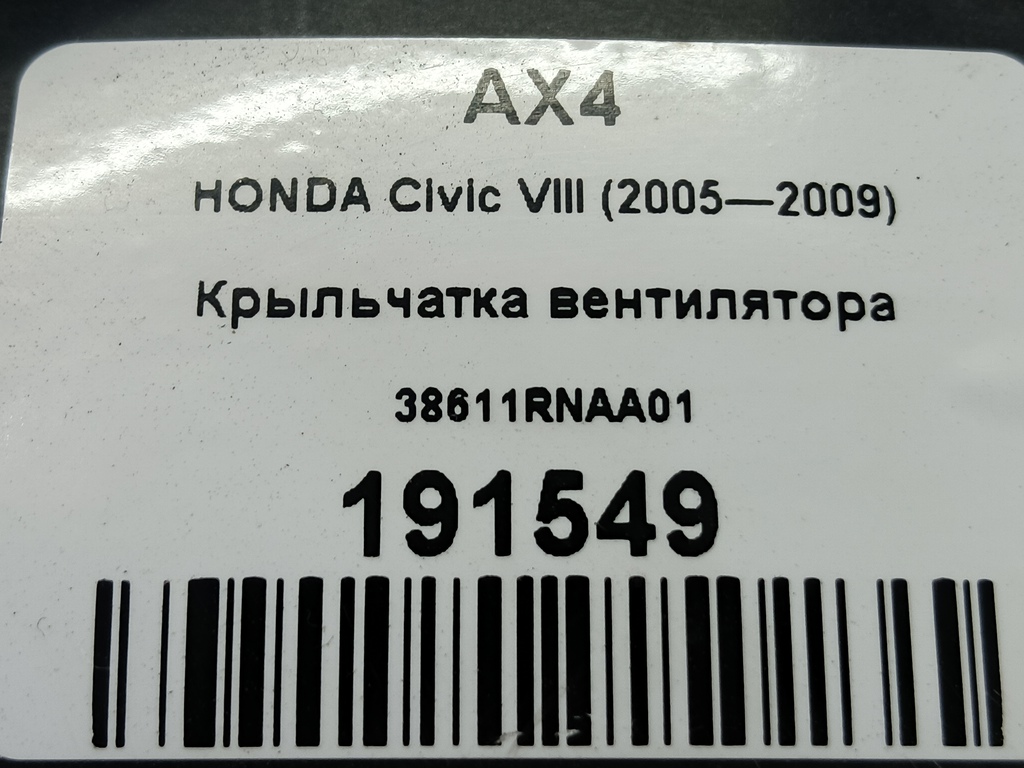 AX4
HONDA Civic VIII (2005—2009)
Крыльчатка вентилятора
38611RNAA01
191549